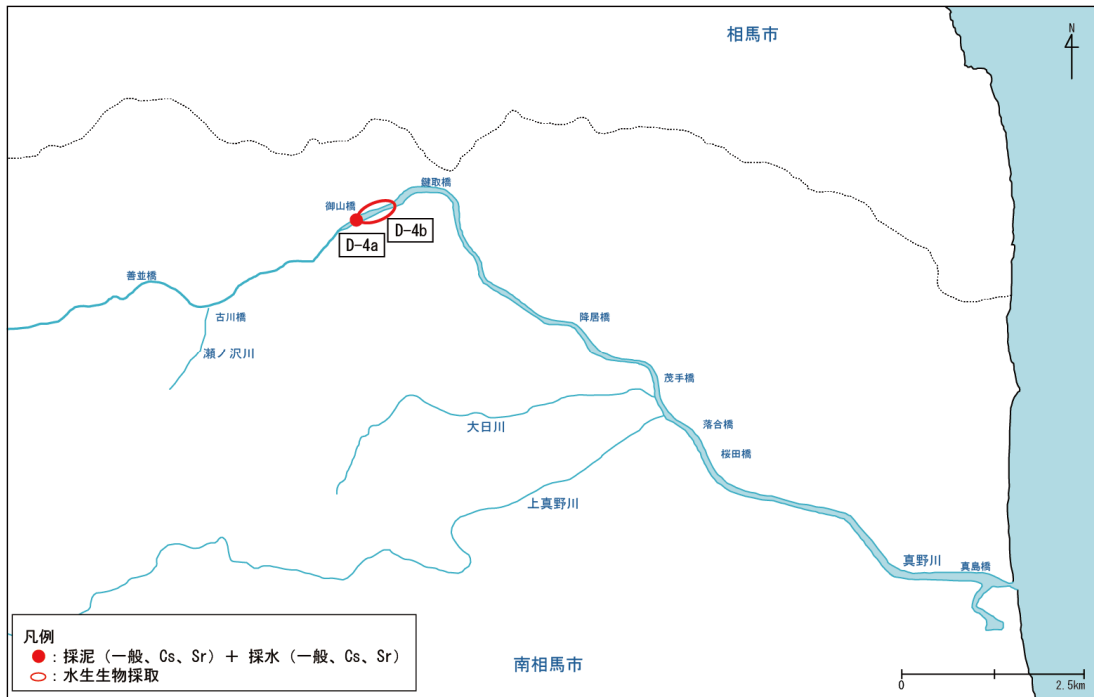 相馬市
N
鍵取橋
御山橋
D-4b
D-4a
善並橋
古川橋
瀬ノ沢川
降居橋
茂手橋
大日川
落合橋
桜田橋
上真野川
真野川
真島橋
凡例
：採泥（一般、Cs、Sr）＋ 採水（一般、Cs、Sr）
：水生生物採取
南相馬市
0
2.5km